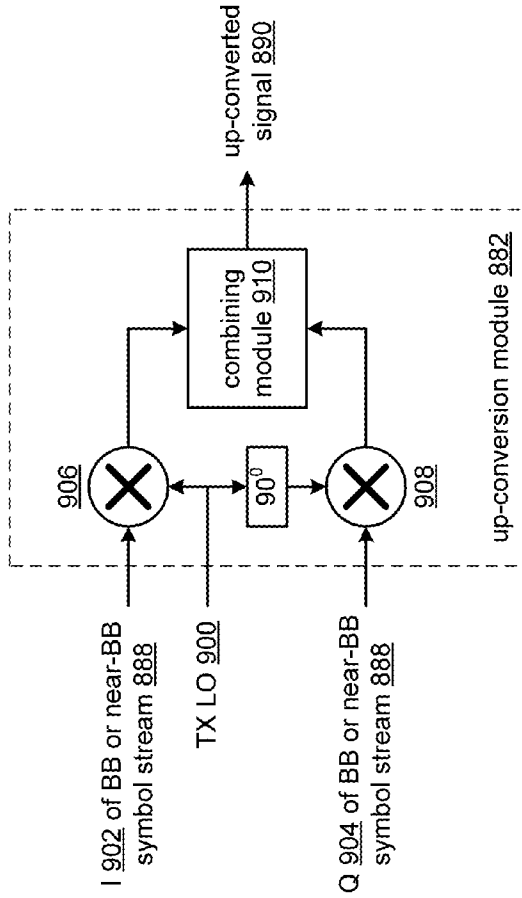 I 902 of BB or near-BB
symbol stream 888
TX LO 900
Q 904 of BB or near-BB
symbol stream 888
906
90⁰
908
combining
module 910
up-conversion module 882
up-converted
signal 890